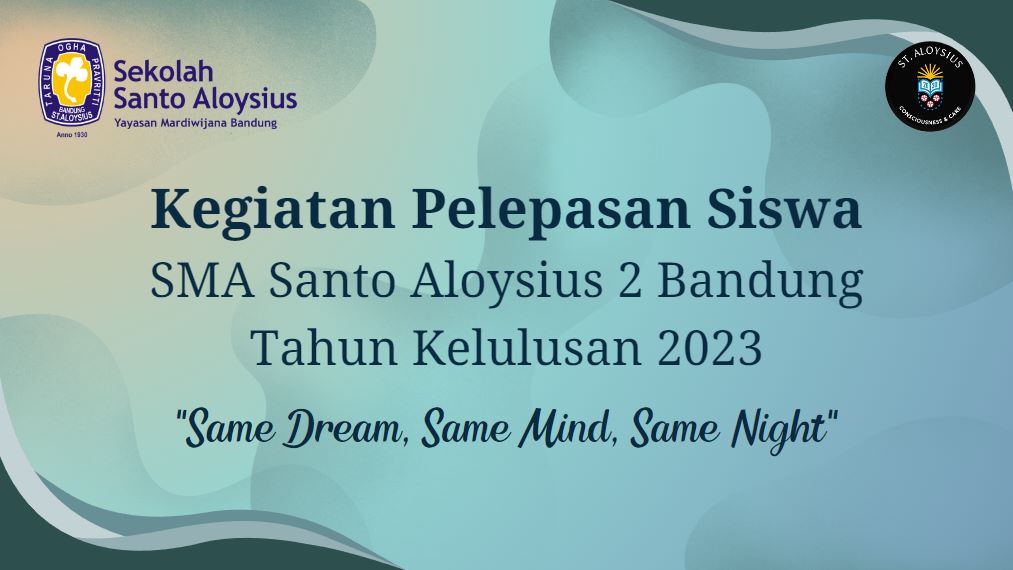 TARUNA OGHA PRAVRITTI
BANDUNG
ST.ALOYSIUS
Anno 1930
Sekolah
Santo Aloysius
Yayasan Mardiwijana Bandung
ST. ALOYSIUS
CONSCIOUSNESS & CARE
Kegiatan Pelepasan Siswa
SMA Santo Aloysius 2 Bandung
Tahun Kelulusan 2023
"Same Dream, Same Mind, Same Night"